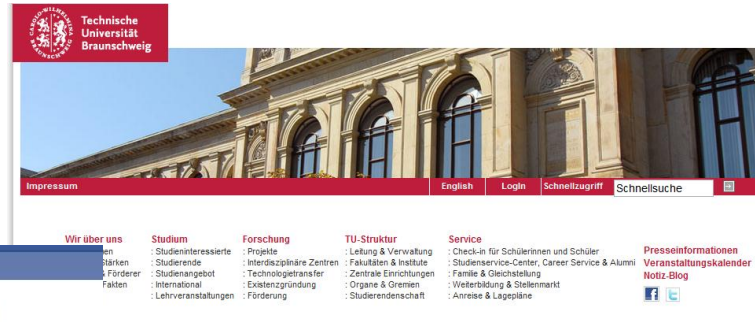 Technische
Universität
Braunschweig
Impressum
English
Login
Schnellzugriff
Schnellsuche
Wir über uns
Stärken
& Förderer
Fakten
Studium
: Studieninteressierte
: Studierende
: Studienangebot
: International
: Lehrveranstaltungen
Forschung
: Projekte
: Interdisziplinäre Zentren
: Technologietransfer
: Existenzgründung
: Förderung
TU-Struktur
: Leitung & Verwaltung
: Fakultäten & Institute
: Zentrale Einrichtungen
: Organe & Gremien
: Studierendenschaft
Service
: Check-in für Schülerinnen und Schüler
: Studienservice-Center, Career Service & Alumni
: Familie & Gleichstellung
: Weiterbildung & Stellenmarkt
: Anreise & Lagepläne
Presseinformationen
Veranstaltungskalender
Notiz-Blog